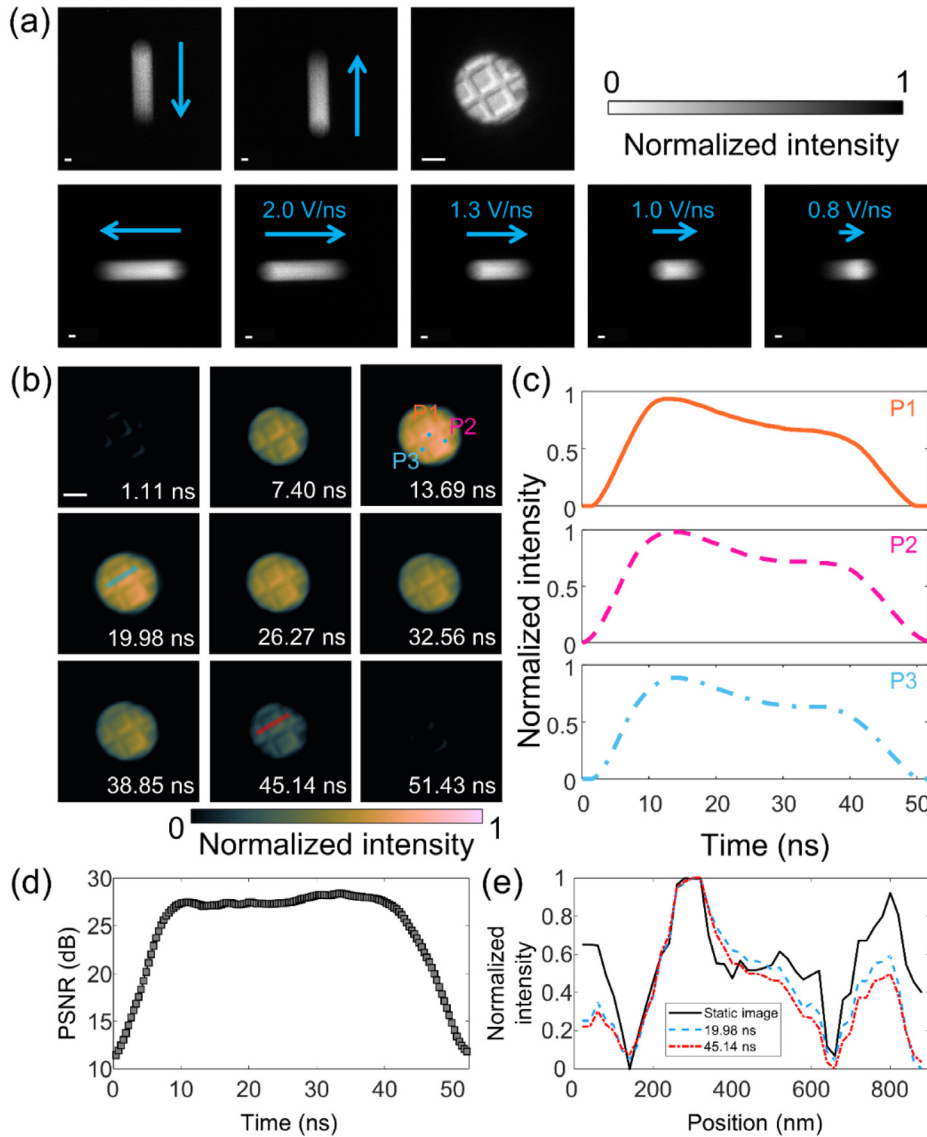 (a)
0 1
Normalized intensity
2.0 V/ns 1.3 V/ns 1.0 V/ns 0.8 V/ns
(b)
1.11 ns 7.40 ns 13.69 ns
P1
P2
P3
19.98 ns 26.27 ns 32.56 ns
38.85 ns 45.14 ns 51.43 ns
0 1
Normalized intensity
(c)
1
0.5
0
P1
1
0.5
0
P2
1
0.5
0
P3
0 10 20 30 40 50
Normalized intensity
Time (ns)
(d)
30
25
20
15
10
0 10 20 30 40 50
PSNR (dB)
Time (ns)
(e)
1
0.8
0.6
0.4
0.2
0
0 200 400 600 800
Normalized
intensity
Static image
19.98 ns
45.14 ns
Position (nm)